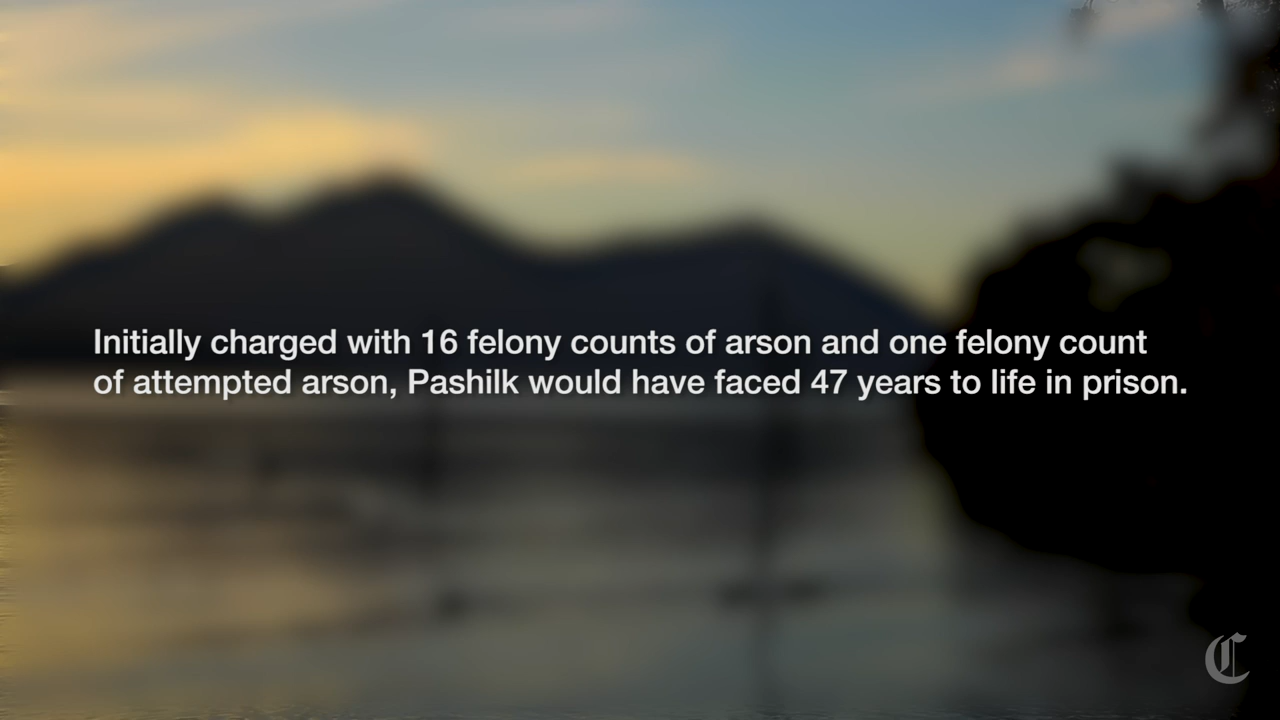 Initially charged with 16 felony counts of arson and one felony count
of attempted arson, Pashilk would have faced 47 years to life in prison.
C